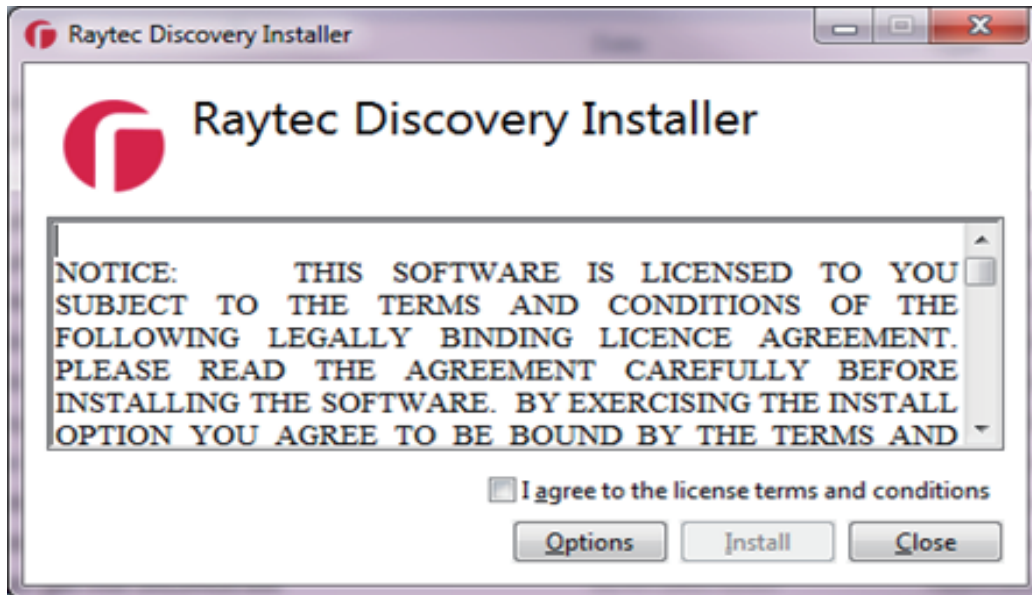 Raytec Discovery Installer
Raytec Discovery Installer
NOTICE: THIS SOFTWARE IS LICENSED TO YOU
SUBJECT TO THE TERMS AND CONDITIONS OF THE
FOLLOWING LEGALLY BINDING LICENCE AGREEMENT.
PLEASE READ THE AGREEMENT CAREFULLY BEFORE
INSTALLING THE SOFTWARE. BY EXERCISING THE INSTALL
OPTION YOU AGREE TO BE BOUND BY THE TERMS AND
I agree to the license terms and conditions
Options Install Close